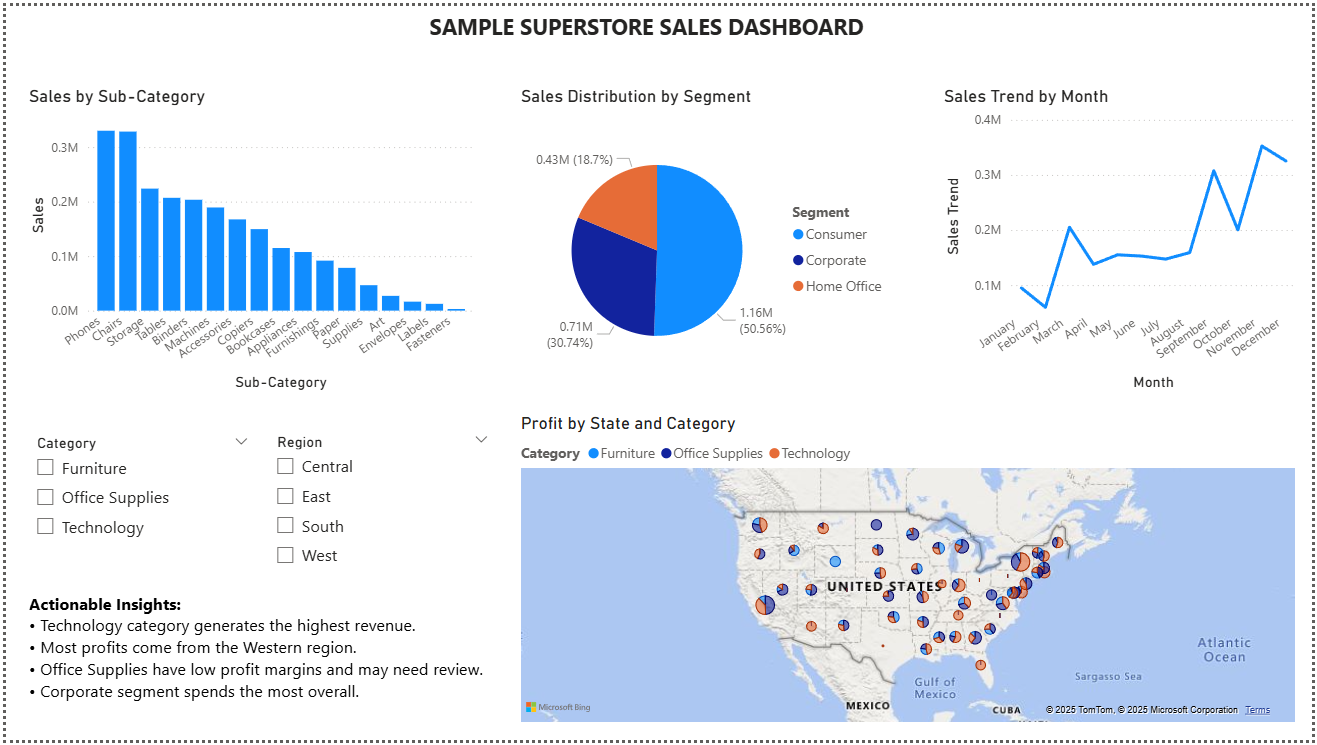 SAMPLE SUPERSTORE SALES DASHBOARD
Sales by Sub-Category
0.3M
0.2M
0.1M
0.0M
Sales
Phones
Chairs
Storage
Tables
Binders
Machines
Accessories
Copiers
Bookcases
Appliances
Furnishings
Paper
Supplies
Art
Envelopes
Labels
Fasteners
Sub-Category
Sales Distribution by Segment
0.43M (18.7%)
0.71M
(30.74%)
1.16M
(50.56%)
Segment
Consumer
Corporate
Home Office
Sales Trend by Month
0.4M
0.3M
0.2M
0.1M
Sales Trend
January
February
March
April
May
June
July
August
September
October
November
December
Month
Category
Furniture
Office Supplies
Technology
Region
Central
East
South
West
Actionable Insights:
• Technology category generates the highest revenue.
• Most profits come from the Western region.
• Office Supplies have low profit margins and may need review.
• Corporate segment spends the most overall.
Profit by State and Category
Category Furniture Office Supplies Technology
UNITED STATES
Atlantic
Ocean
Sargasso Sea
Gulf of
Mexico
MEXICO
CUBA
Microsoft Bing
© 2025 TomTom, © 2025 Microsoft Corporation Terms